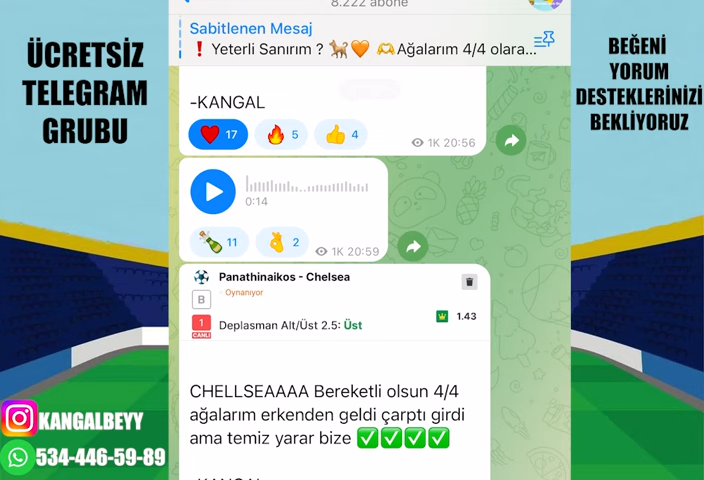 8.222 abone
Sabitlenen Mesaj
❗ Yeterli Sanırım ? 🐕🧡 🫶Ağalarım 4/4 olara...
ÜCRETSİZ
TELEGRAM
GRUBU
BEĞENİ
YORUM
DESTEKLERİNİZİ
BEKLİYORUZ
-KANGAL
❤️ 17 🔥 5 👍 4
1K 20:56
0:14
🍾 11 👌 2
1K 20:59
Panathinaikos - Chelsea
B Oynanıyor
1 CANLI
Deplasman Alt/Üst 2.5: Üst 1.43
CHELLSEAAAA Bereketli olsun 4/4
ağalarım erkenden geldi çarptı girdi
ama temiz yarar bize ✅✅✅✅
KANGALBEYY
534-446-59-89